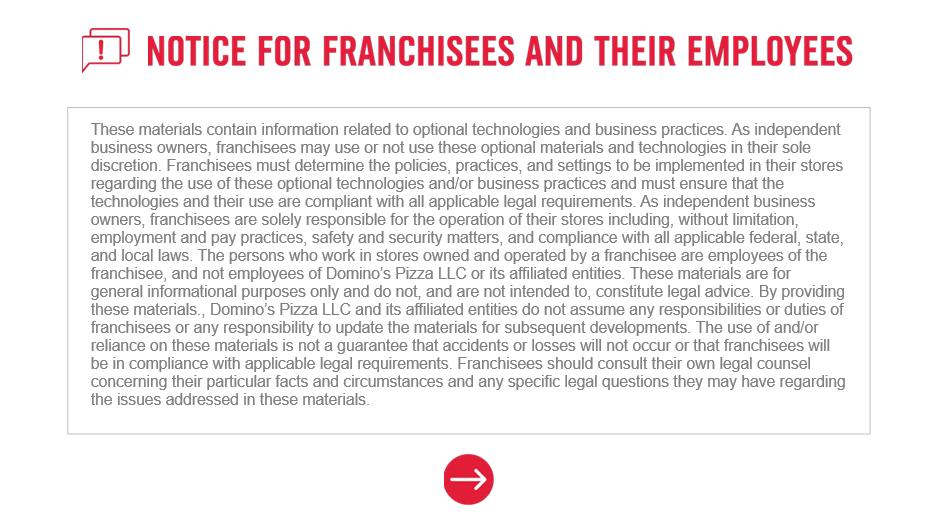 NOTICE FOR FRANCHISEES AND THEIR EMPLOYEES
These materials contain information related to optional technologies and business practices. As independent
business owners, franchisees may use or not use these optional materials and technologies in their sole
discretion. Franchisees must determine the policies, practices, and settings to be implemented in their stores
regarding the use of these optional technologies and/or business practices and must ensure that the
technologies and their use are compliant with all applicable legal requirements. As independent business
owners, franchisees are solely responsible for the operation of their stores including, without limitation,
employment and pay practices, safety and security matters, and compliance with all applicable federal, state,
and local laws. The persons who work in stores owned and operated by a franchisee are employees of the
franchisee, and not employees of Domino's Pizza LLC or its affiliated entities. These materials are for
general informational purposes only and do not, and are not intended to, constitute legal advice. By providing
these materials., Domino's Pizza LLC and its affiliated entities do not assume any responsibilities or duties of
franchisees or any responsibility to update the materials for subsequent developments. The use of and/or
reliance on these materials is not a guarantee that accidents or losses will not occur or that franchisees will
be in compliance with applicable legal requirements. Franchisees should consult their own legal counsel
concerning their particular facts and circumstances and any specific legal questions they may have regarding
the issues addressed in these materials.